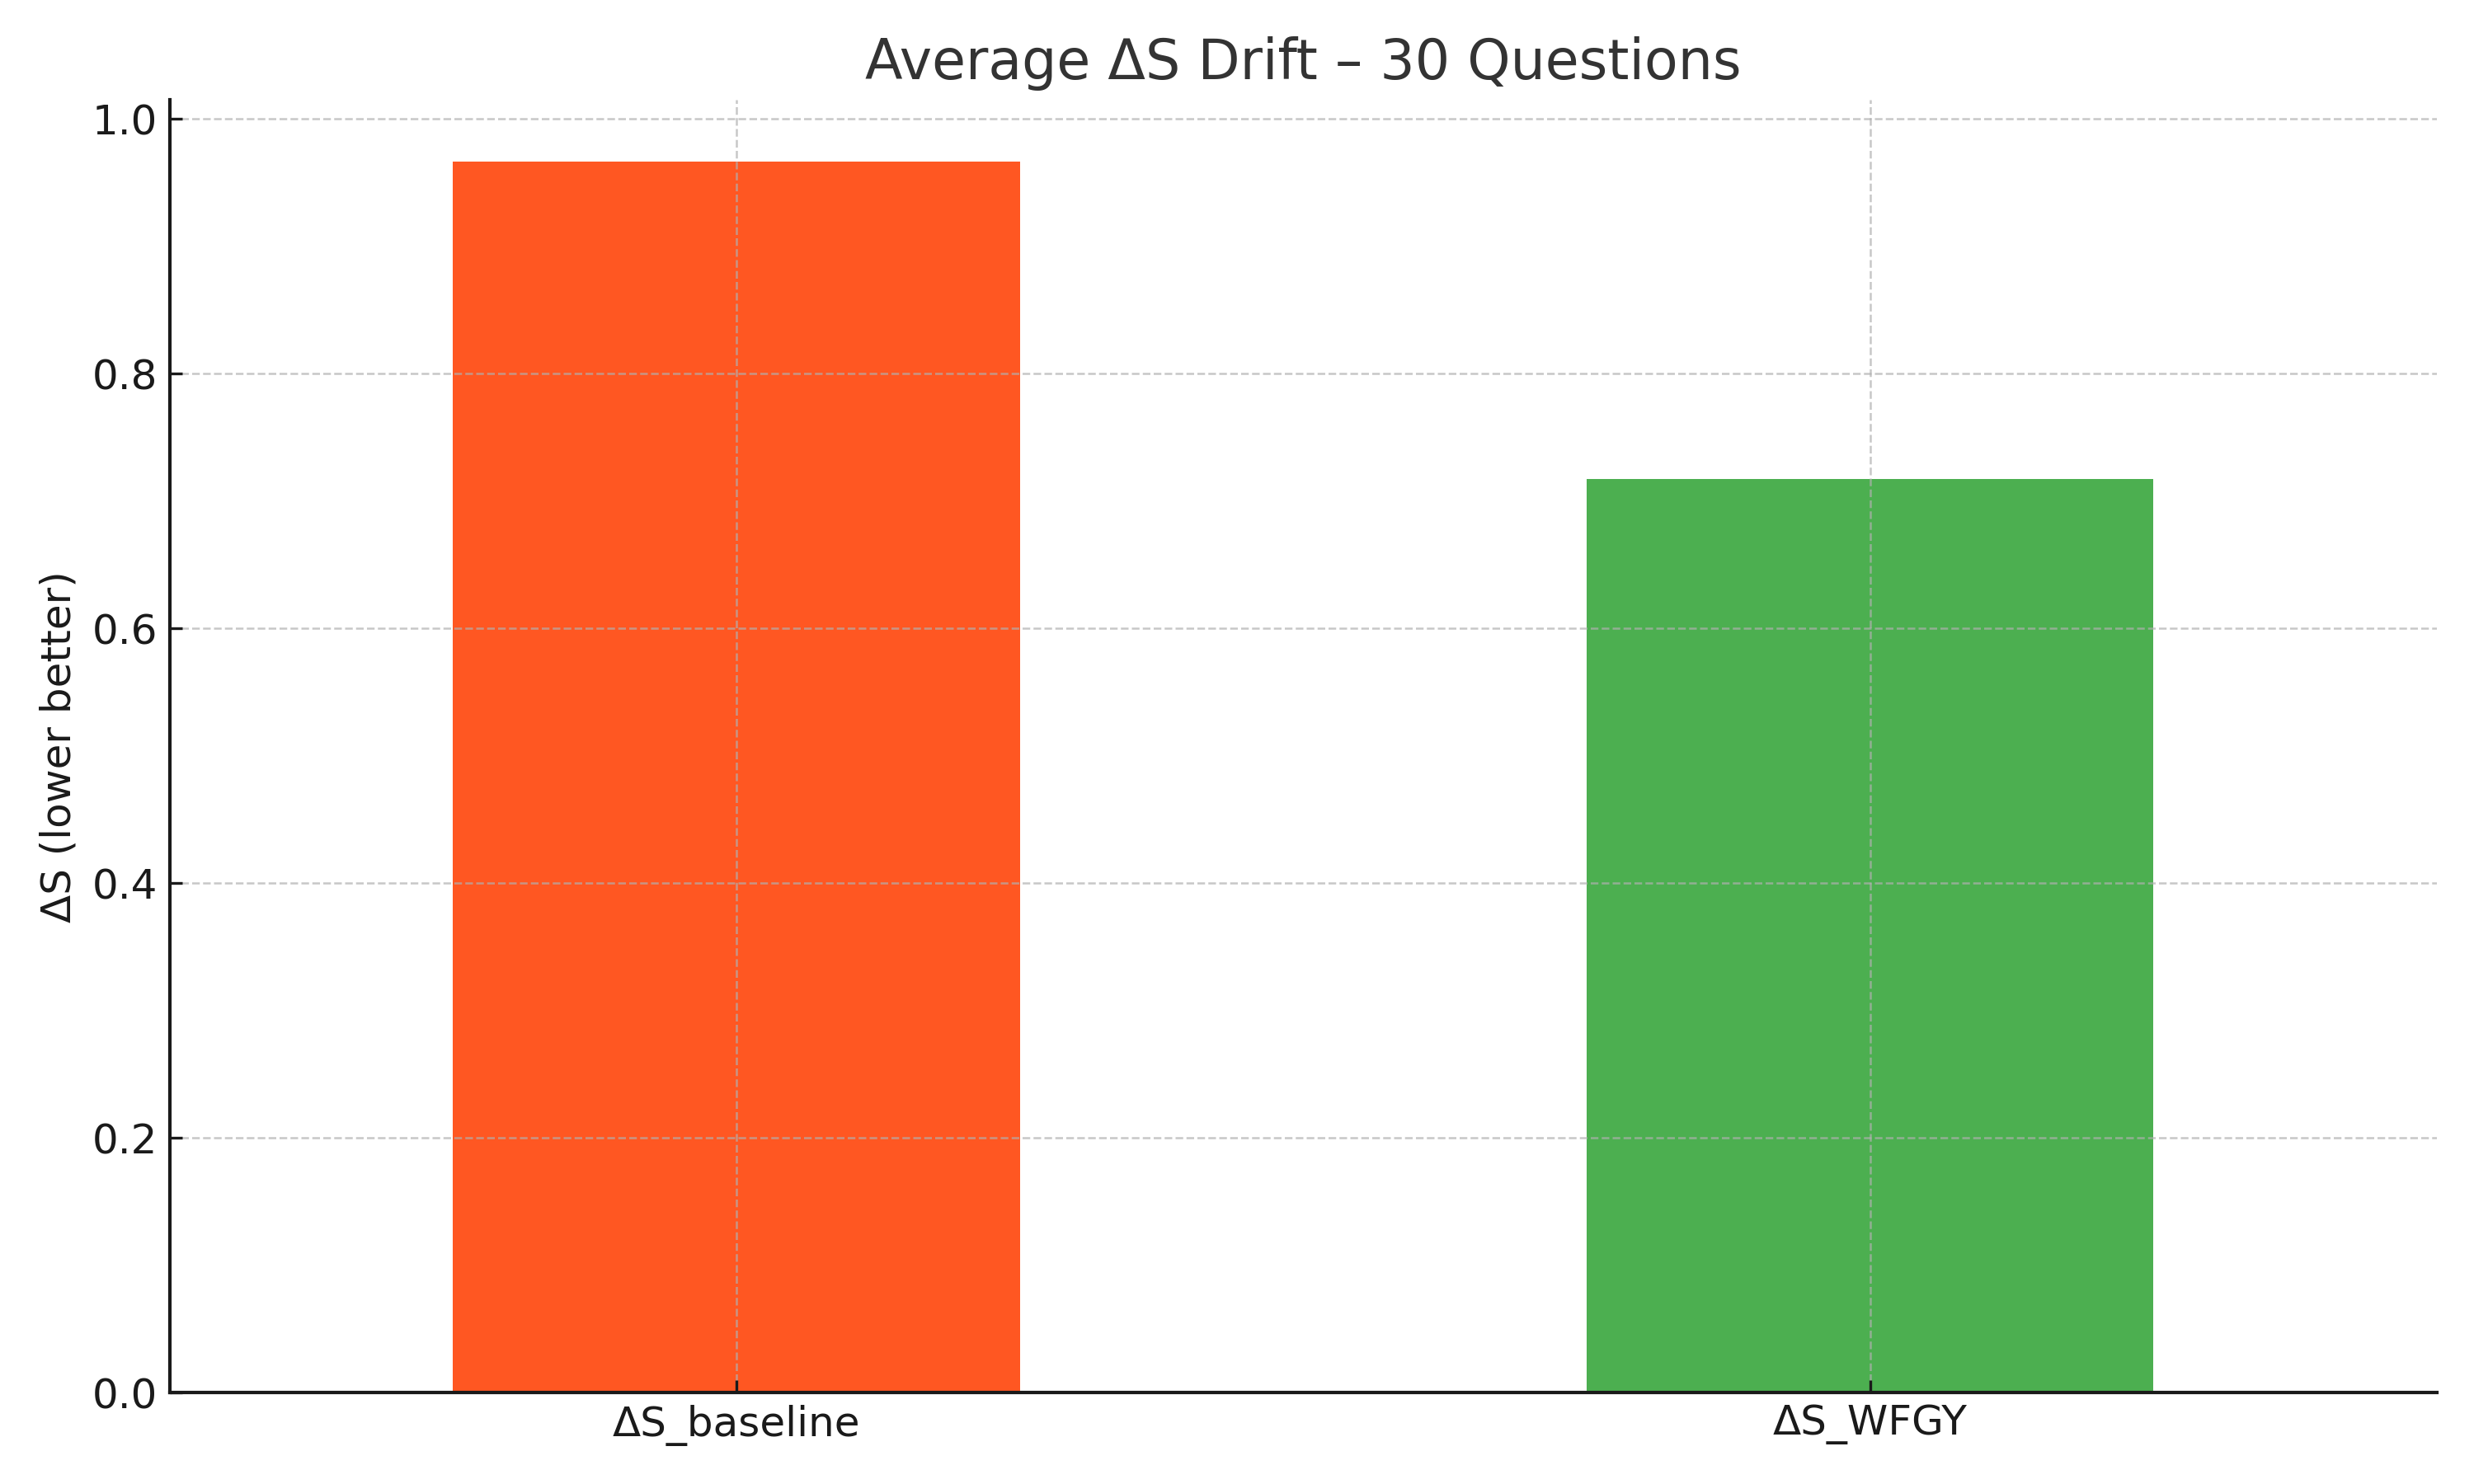 Average ΔS Drift – 30 Questions
1.0
0.8
0.6
0.4
0.2
0.0
ΔS (lower better)
ΔS_baseline
ΔS_WFGY